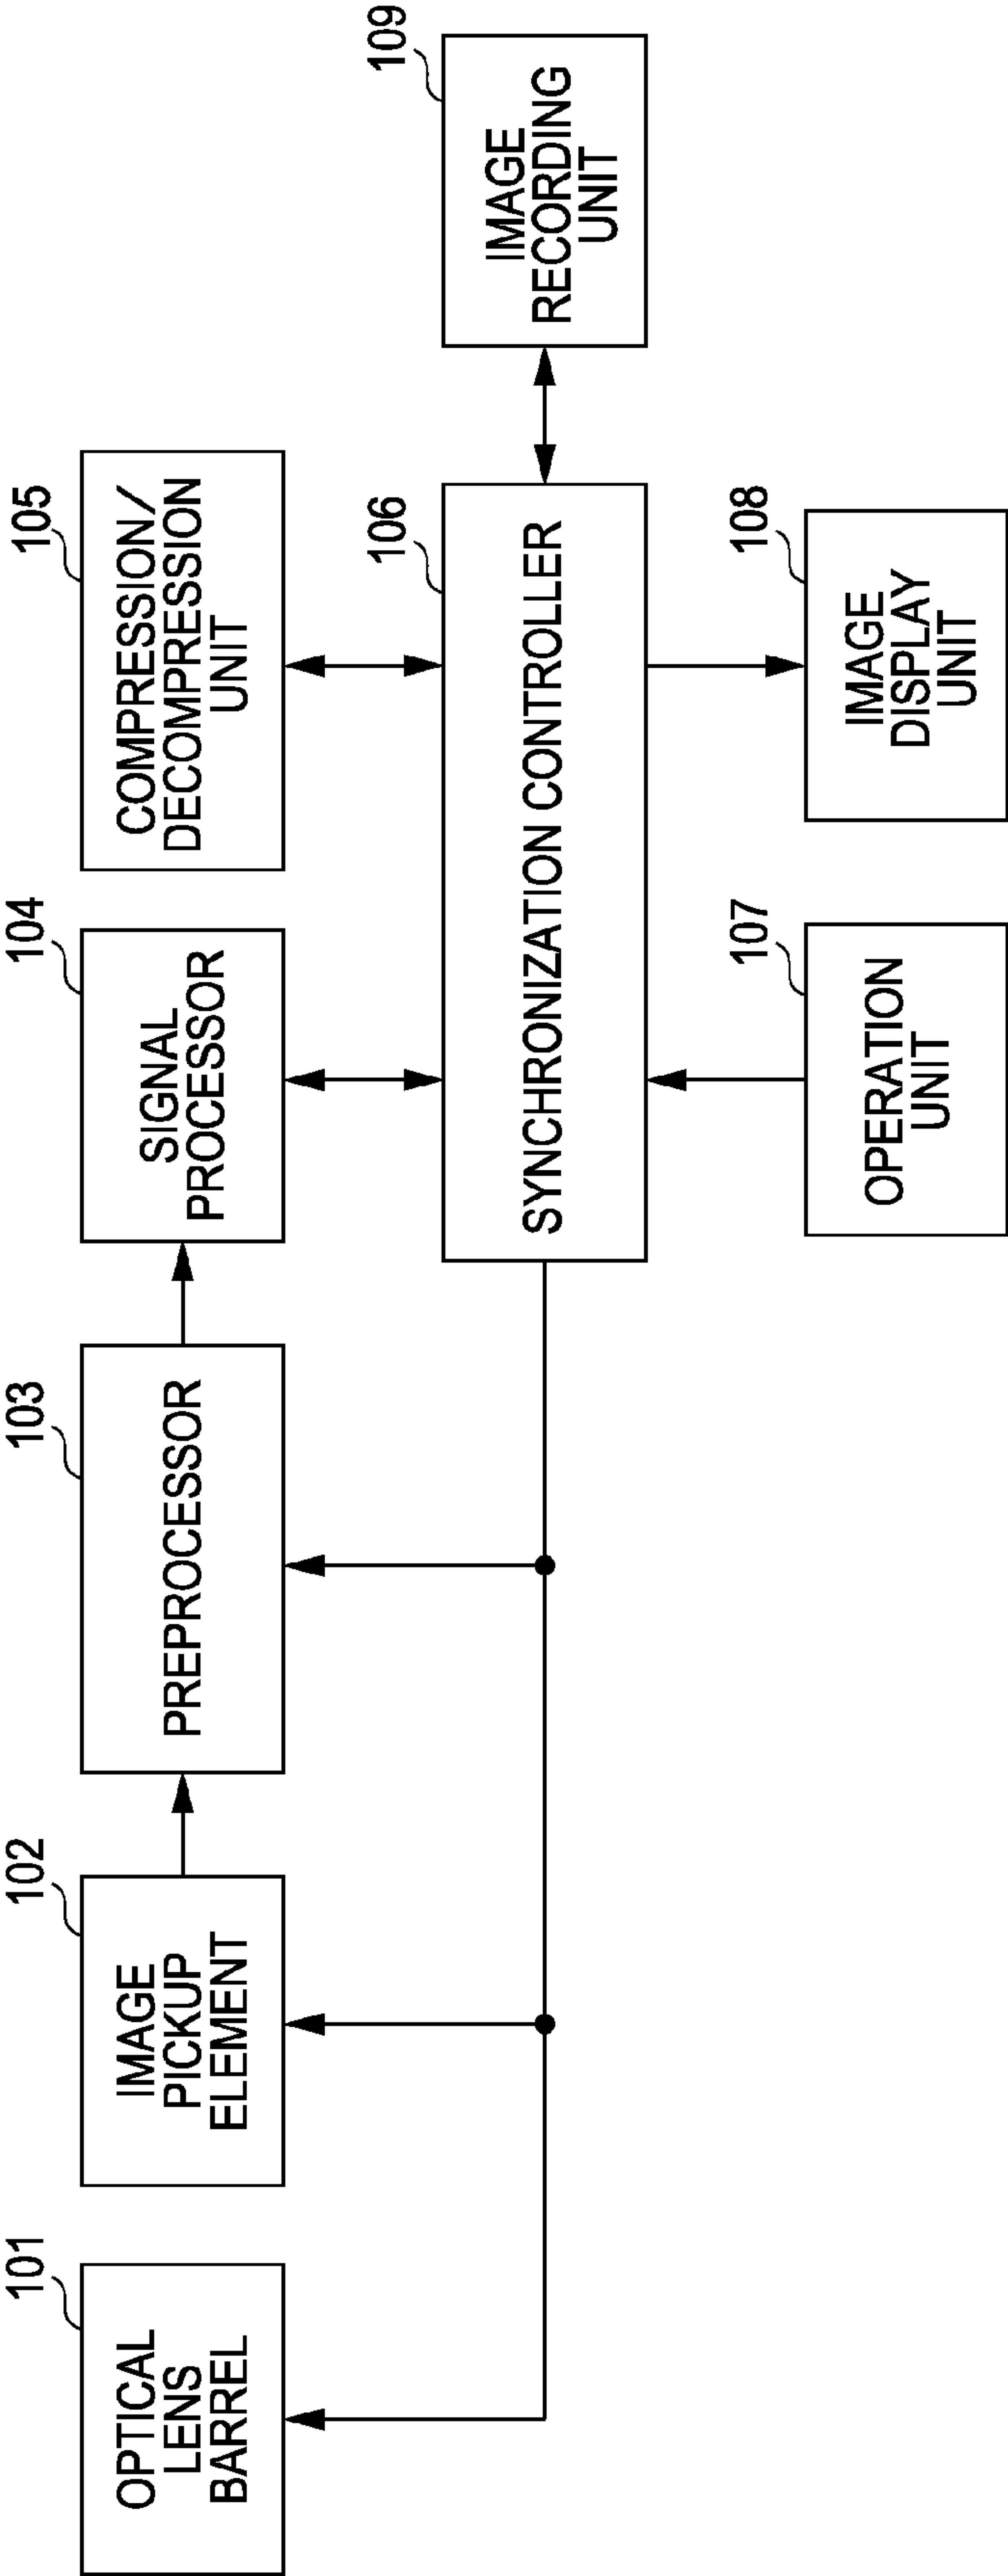 101
OPTICAL
LENS
BARREL
102
IMAGE
PICKUP
ELEMENT
103
PREPROCESSOR
104
SIGNAL
PROCESSOR
105
COMPRESSION/
DECOMPRESSION
UNIT
106
SYNCHRONIZATION CONTROLLER
109
IMAGE
RECORDING
UNIT
107
OPERATION
UNIT
108
IMAGE
DISPLAY
UNIT